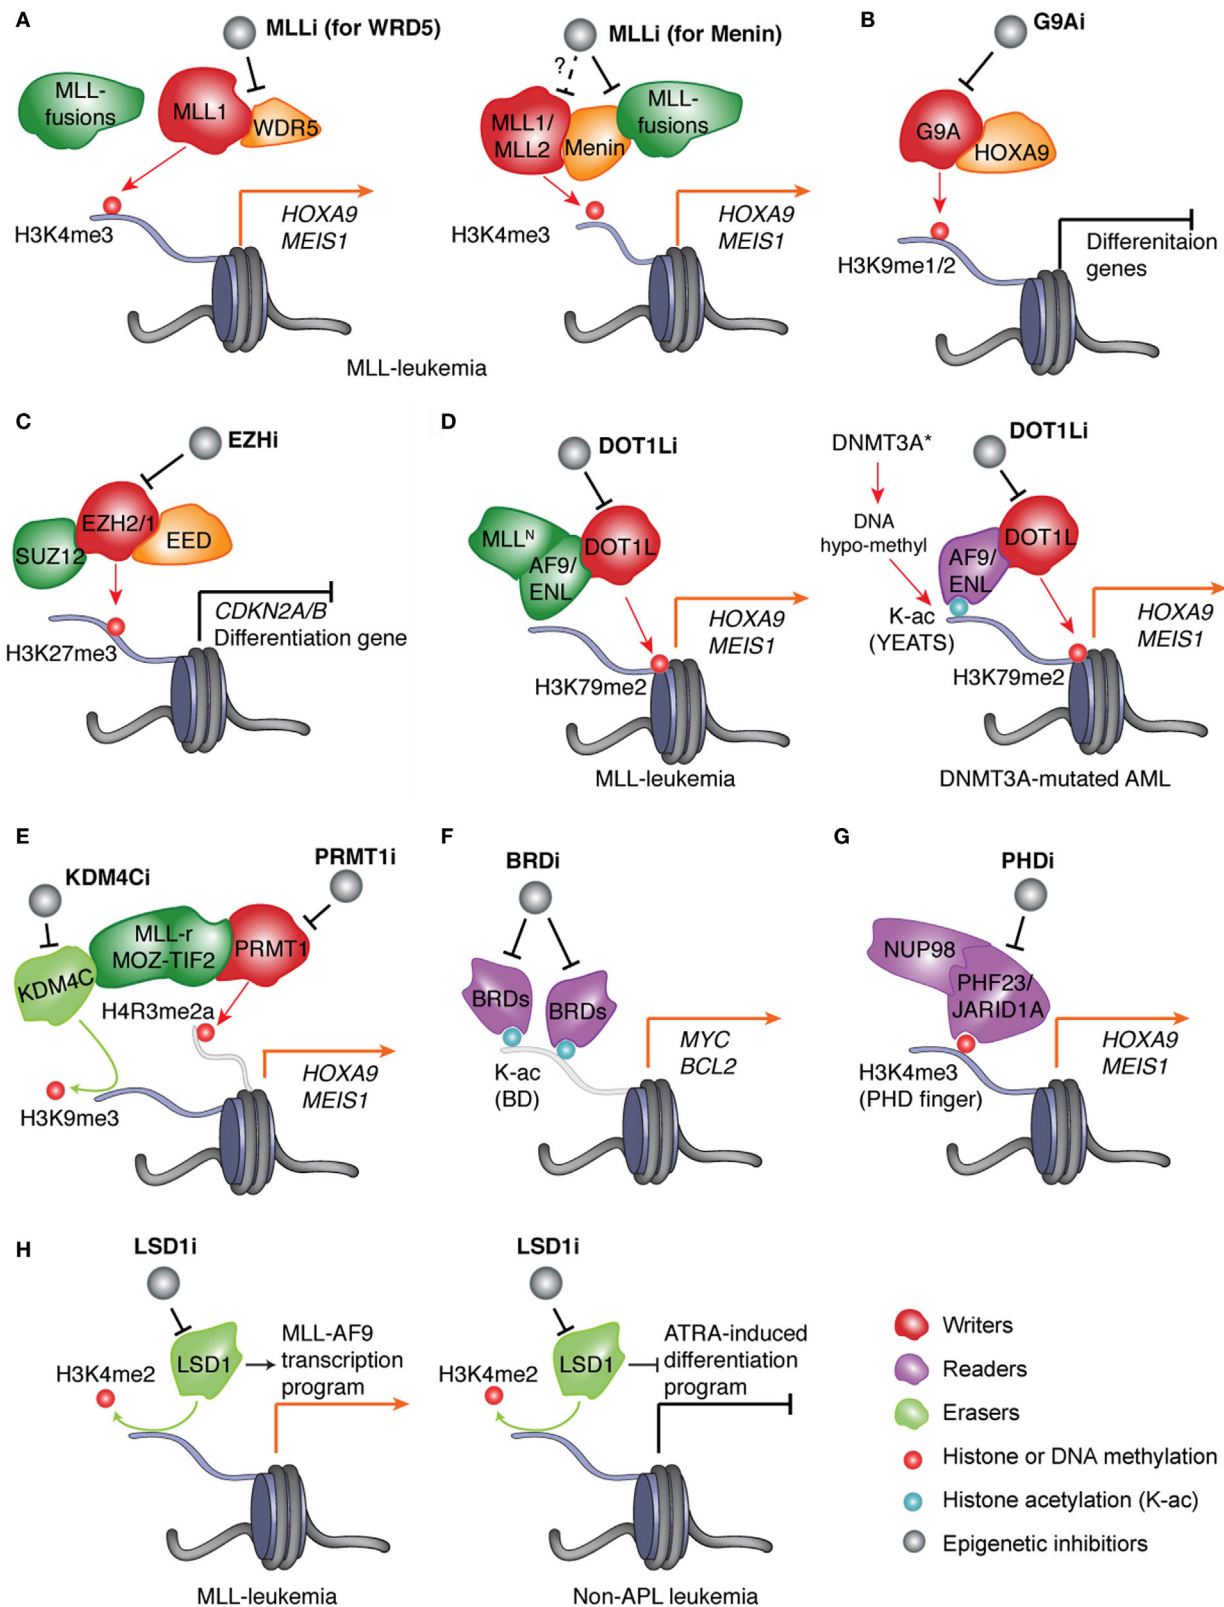 A
MLLi (for WRD5)
MLL-
fusions
MLL1
WDR5
H3K4me3
HOXA9
MEIS1
MLLi (for Menin)
?
MLL1/
MLL2
Menin
MLL-
fusions
H3K4me3
HOXA9
MEIS1
MLL-leukemia
B
G9Ai
G9A
HOXA9
H3K9me1/2
Differenitaion
genes
C
EZHi
EZH2/1
SUZ12
EED
H3K27me3
CDKN2A/B
Differentiation gene
D
DOT1Li
MLLᴺ
AF9/
ENL
DOT1L
H3K79me2
HOXA9
MEIS1
MLL-leukemia
DNMT3A*
DNA
hypo-methyl
K-ac
(YEATS)
DOT1Li
AF9/
ENL
DOT1L
H3K79me2
HOXA9
MEIS1
DNMT3A-mutated AML
E
KDM4Ci
PRMT1i
KDM4C
MLL-r
MOZ-TIF2
PRMT1
H4R3me2a
H3K9me3
HOXA9
MEIS1
F
BRDi
BRDs
BRDs
K-ac
(BD)
MYC
BCL2
G
PHDi
NUP98
PHF23/
JARID1A
H3K4me3
(PHD finger)
HOXA9
MEIS1
H
LSD1i
LSD1
H3K4me2
MLL-AF9
transcription
program
MLL-leukemia
LSD1i
LSD1
H3K4me2
ATRA-induced
differentiation
program
Non-APL leukemia
Writers
Readers
Erasers
Histone or DNA methylation
Histone acetylation (K-ac)
Epigenetic inhibitiors